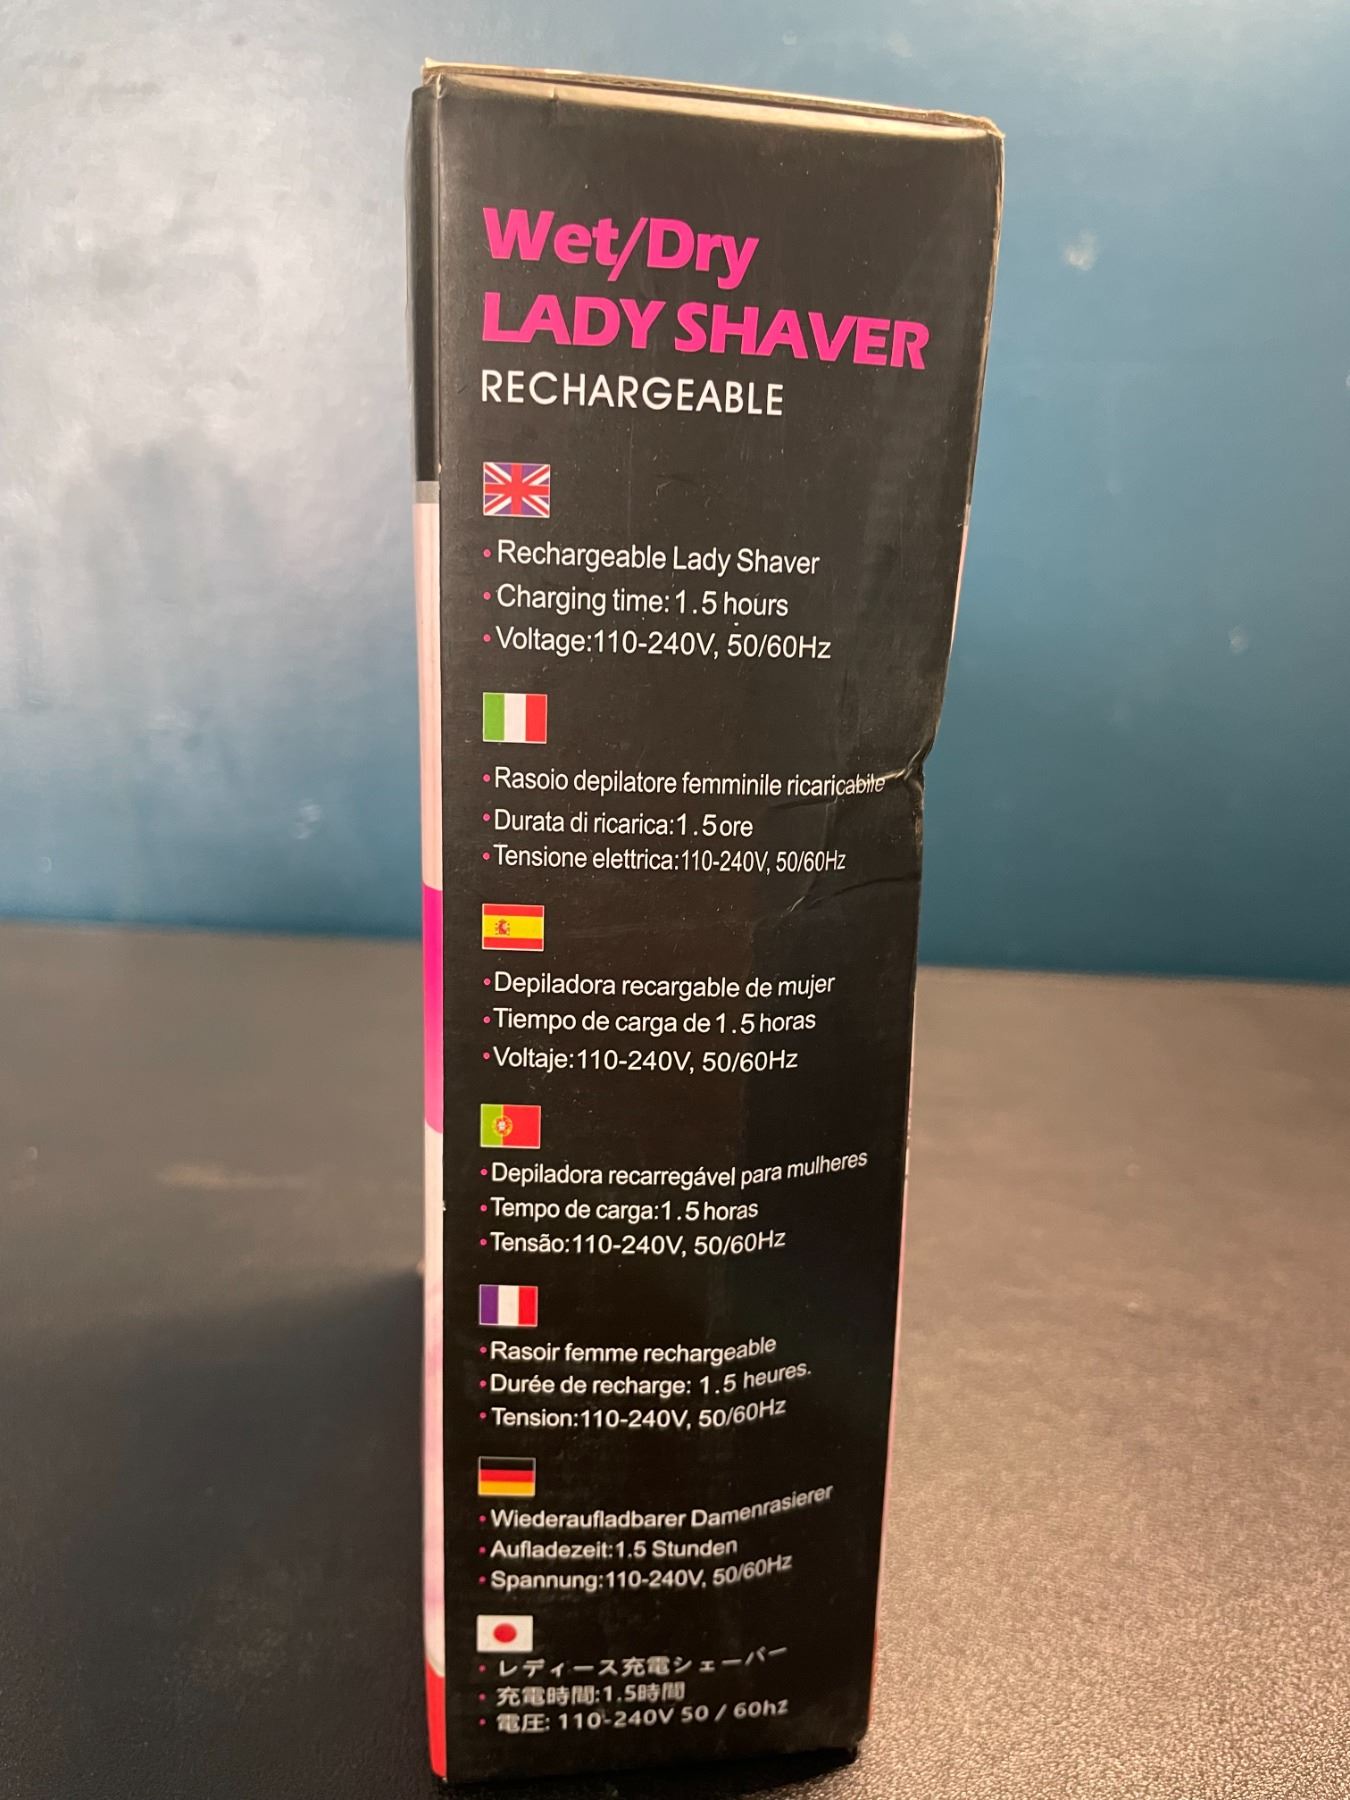 Wet/Dry
LADY SHAVER
RECHARGEABLE
• Rechargeable Lady Shaver
• Charging time: 1.5 hours
• Voltage:110-240V, 50/60Hz
• Rasoio depilatore femminile ricaricabile
• Durata di ricarica:1.5ore
• Tensione elettrica:110-240V, 50/60Hz
• Depiladora recargable de mujer
• Tiempo de carga de 1.5 horas
• Voltaje:110-240V, 50/60Hz
• Depiladora recarregável para mulheres
• Tempo de carga:1.5 horas
• Tensão:110-240V, 50/60Hz
• Rasoir femme rechargeable
• Durée de recharge: 1.5 heures.
• Tension:110-240V, 50/60Hz
• Wiederaufladbarer Damenrasierer
• Aufladezeit:1.5 Stunden
• Spannung:110-240V, 50/60Hz
• レディース充電シェーバー
• 充電時間:1.5時間
• 電圧: 110-240V 50 / 60hz